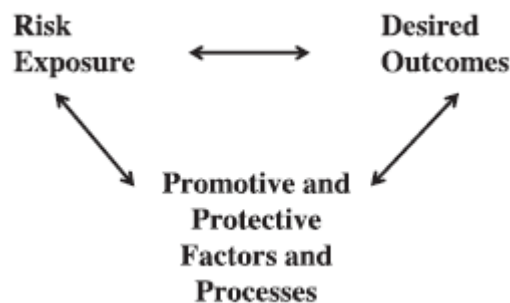 Risk
Exposure
Desired
Outcomes
Promotive and
Protective
Factors and
Processes